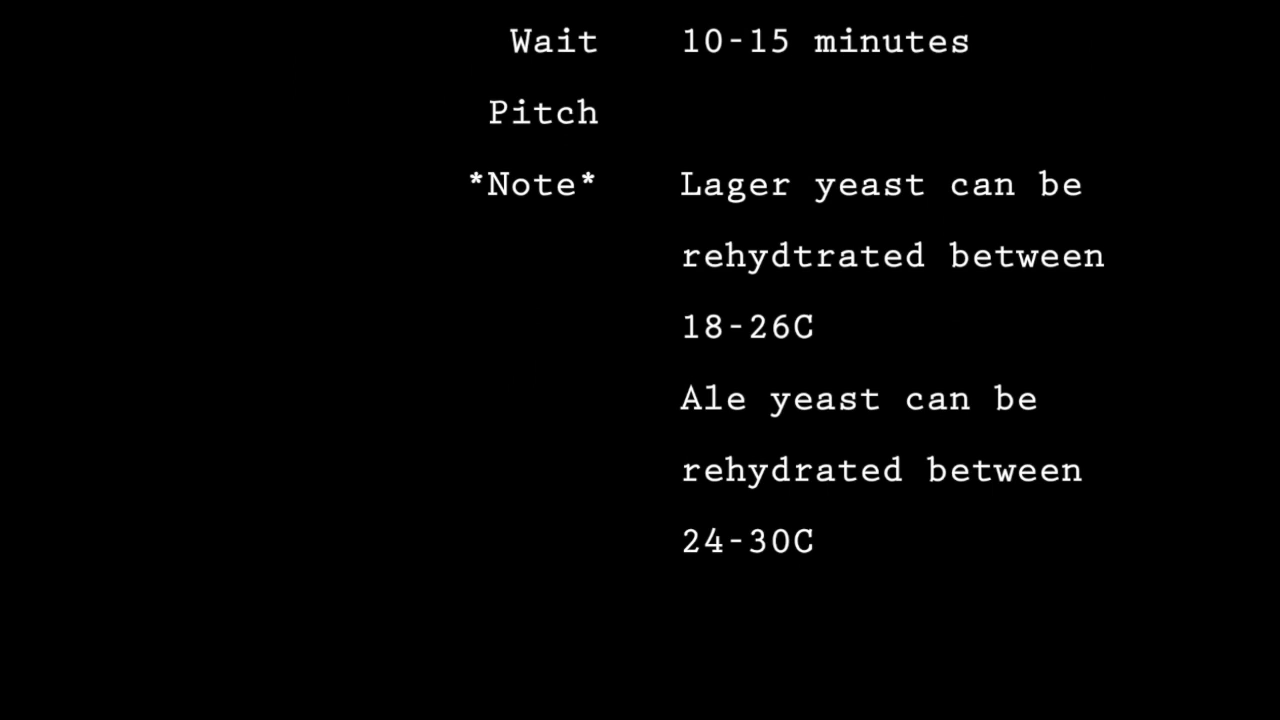 Wait 10-15 minutes
Pitch
*Note* Lager yeast can be
rehydtrated between
18-26C
Ale yeast can be
rehydrated between
24-30C